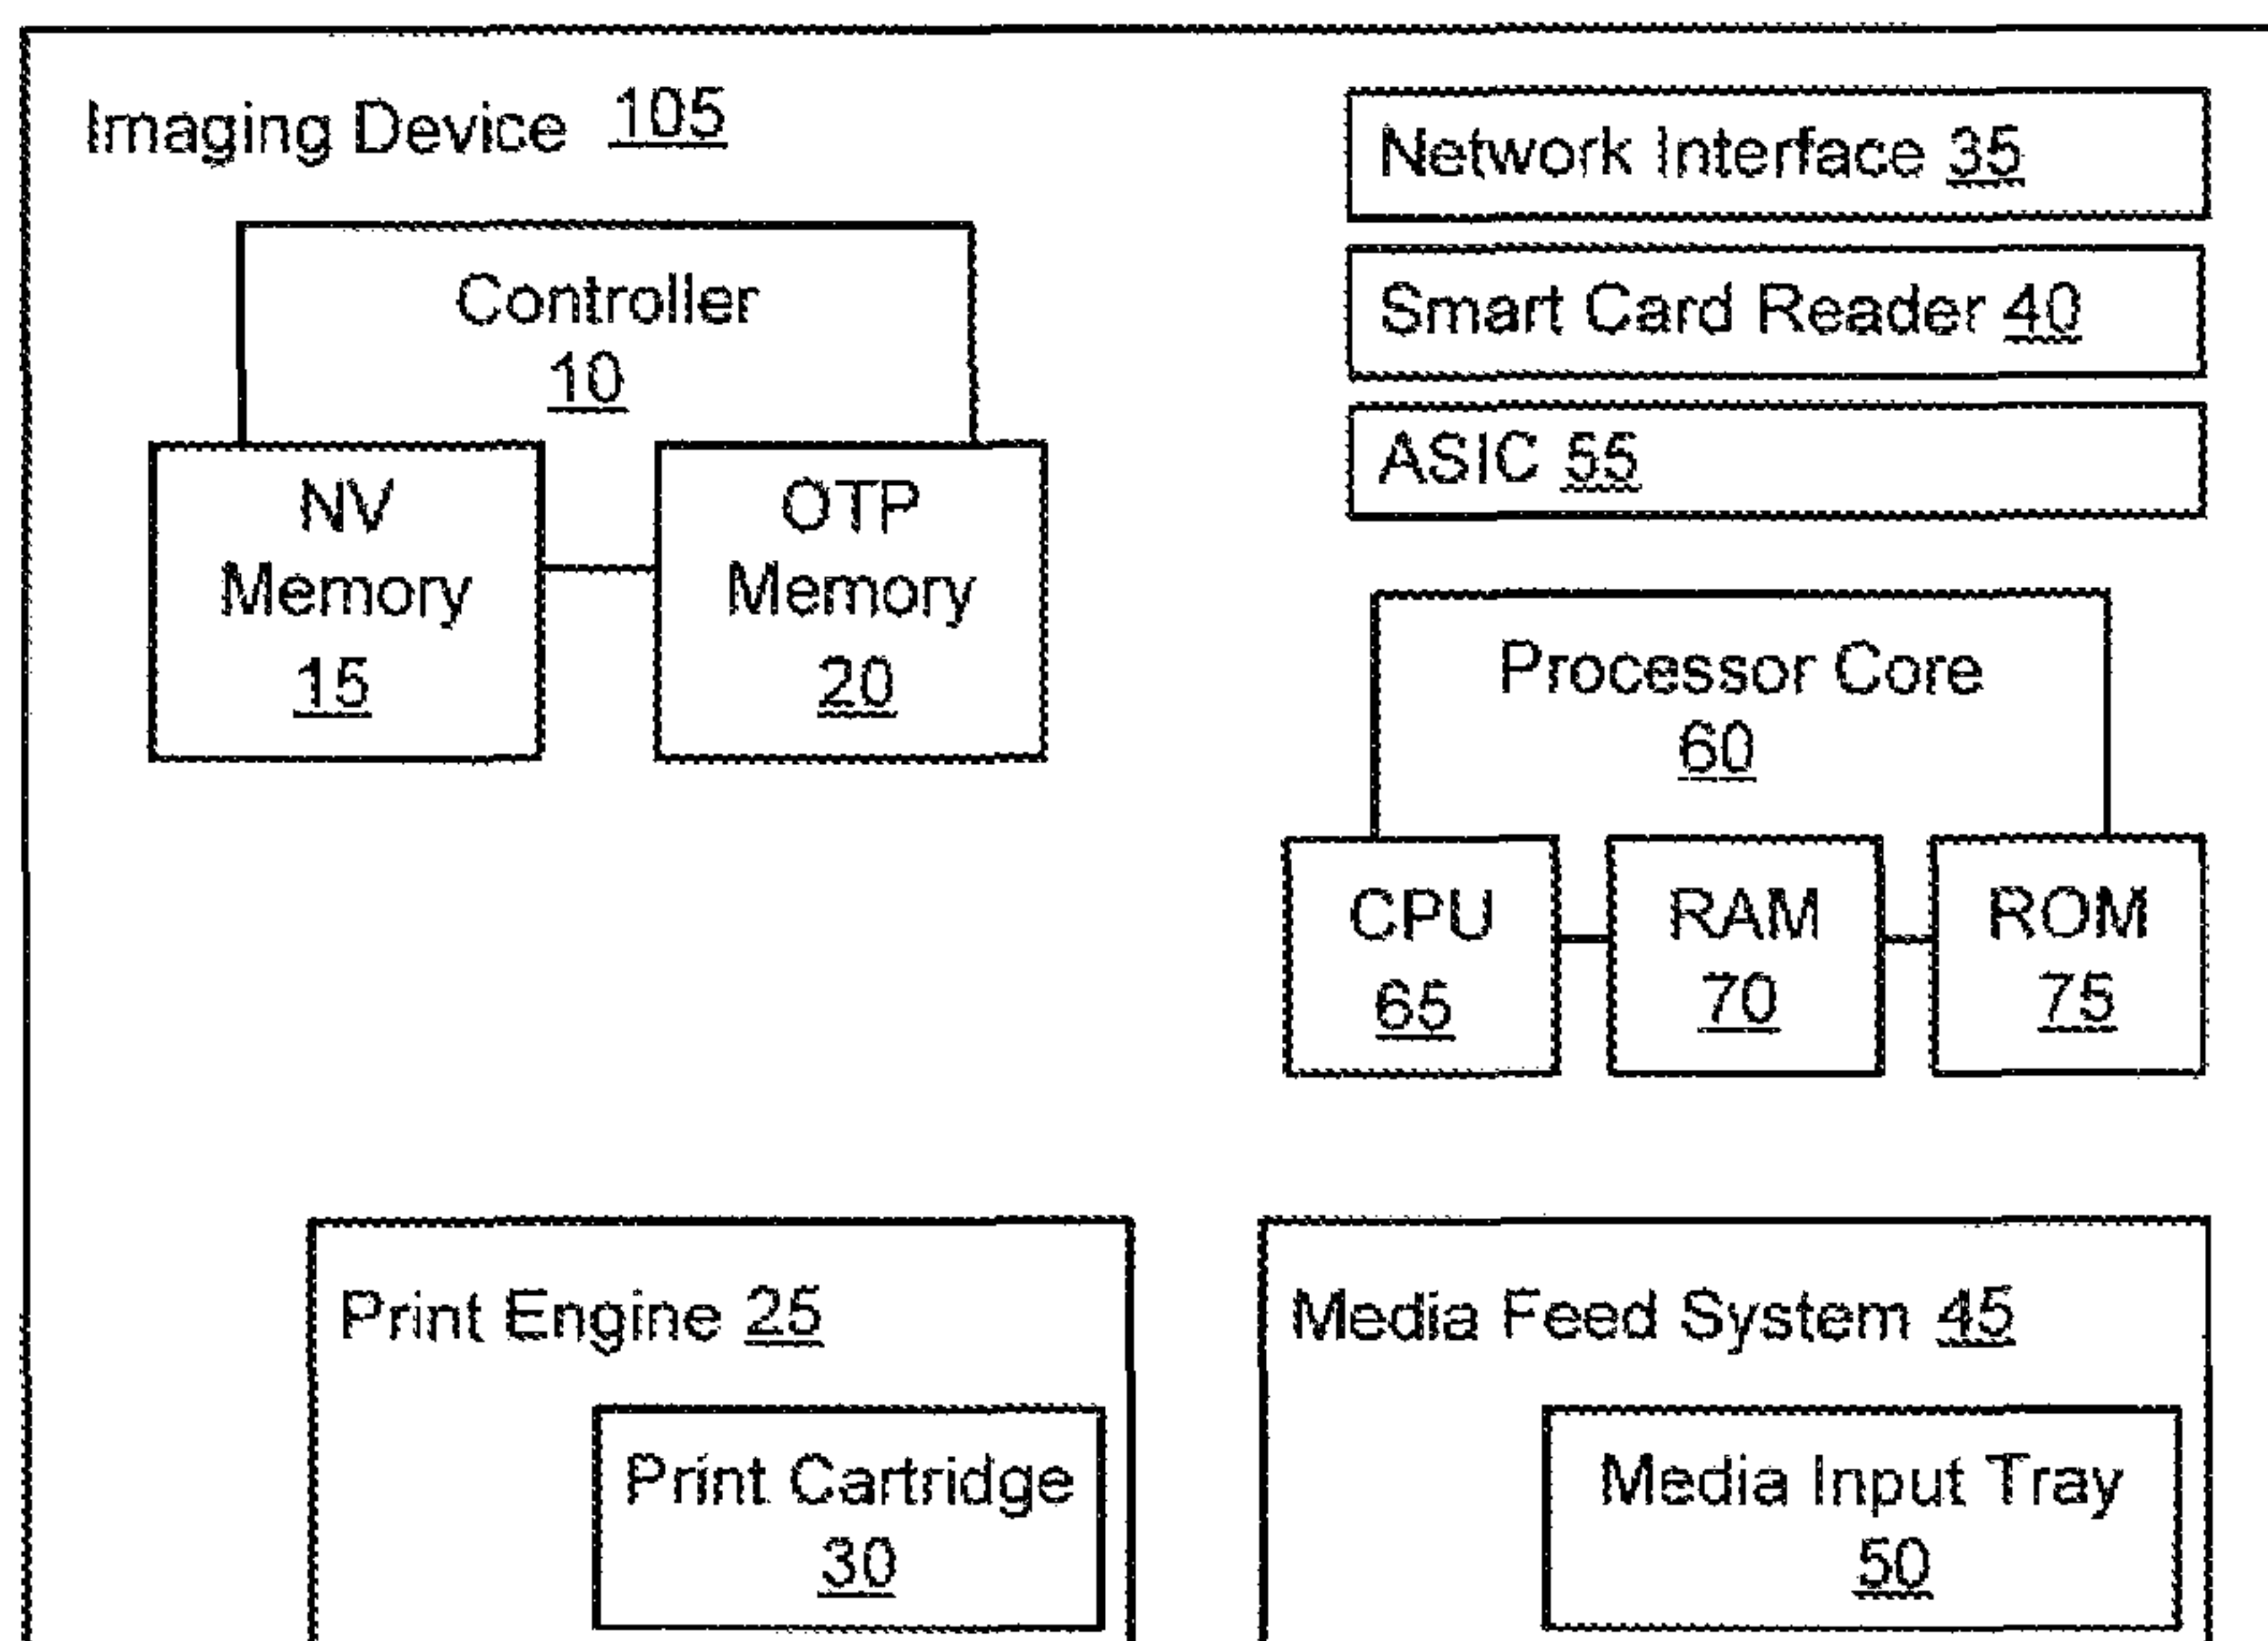 Imaging Device 105
Controller
10
NV
Memory
15
OTP
Memory
20
Network Interface 35
Smart Card Reader 40
ASIC 55
Processor Core
60
CPU
65
RAM
70
ROM
75
Print Engine 25
Print Cartridge
30
Media Feed System 45
Media Input Tray
50